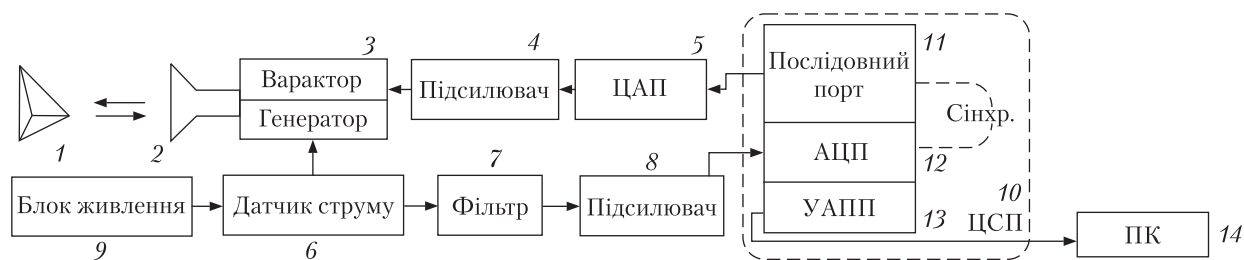 3
4
5
11
Варактор
Генератор
Підсилювач
ЦАП
Послідовний
порт
Сінхр.
1
2
7
8
АЦП
12
Блок живлення
Датчик струму
Фільтр
Підсилювач
УАПП
10
13
ЦСП
9
6
ПК
14